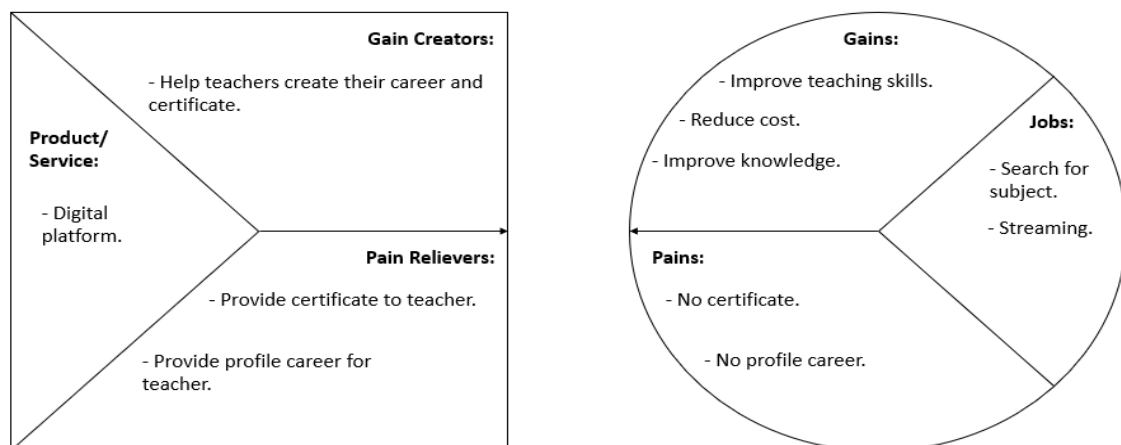 Gain Creators:
- Help teachers create their career and
certificate.
Product/
Service:
- Digital
platform.
Pain Relievers:
- Provide certificate to teacher.
- Provide profile career for
teacher.
Gains:
- Improve teaching skills.
- Reduce cost.
- Improve knowledge.
Jobs:
- Search for
subject.
- Streaming.
Pains:
- No certificate.
- No profile career.